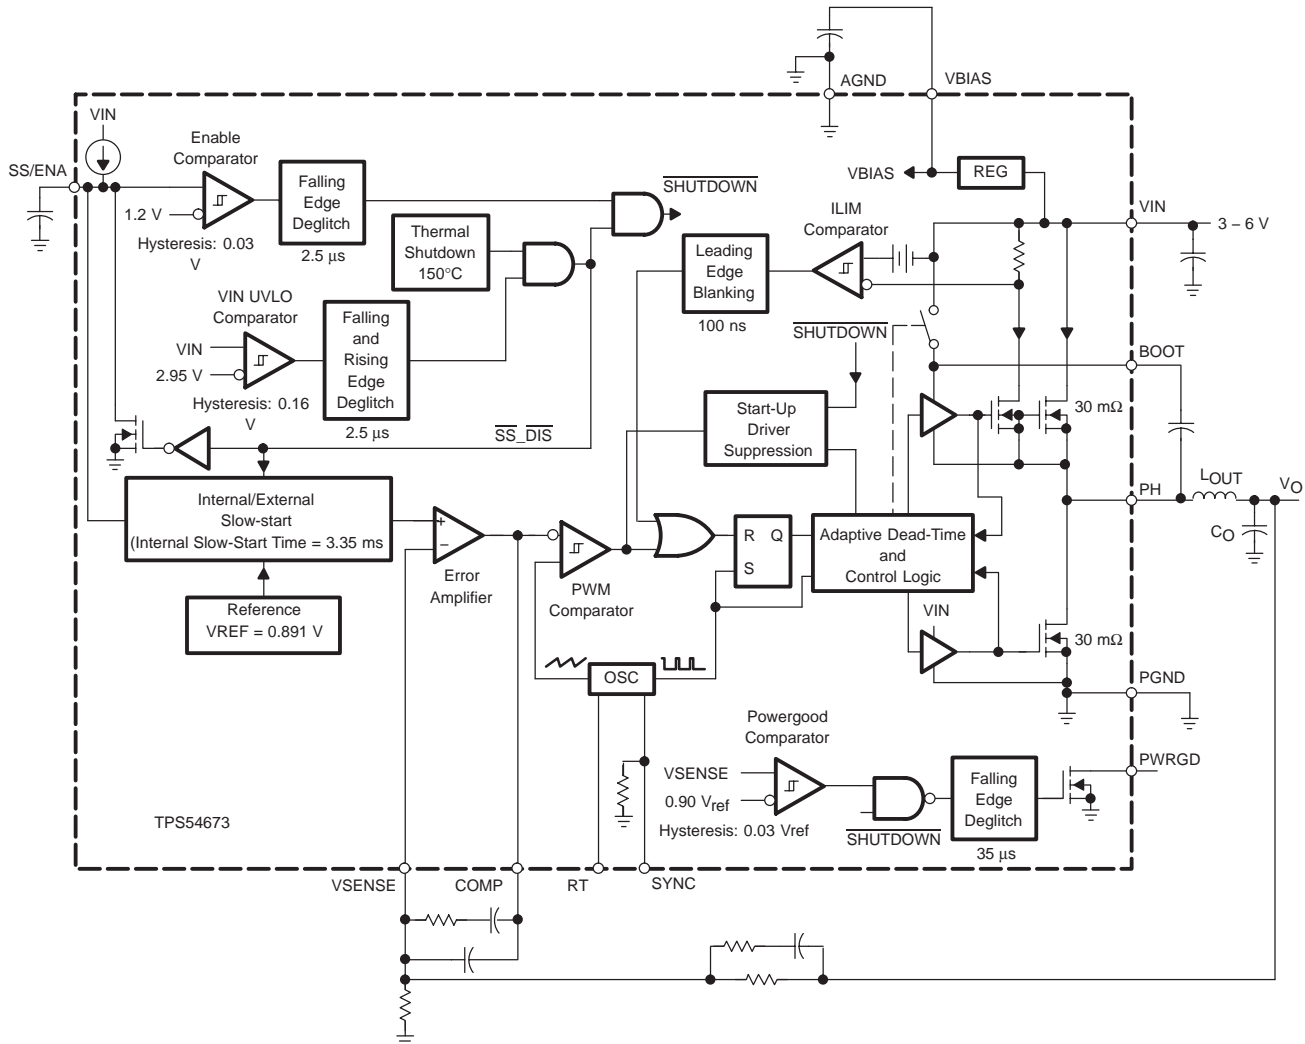 AGND
VBIAS
VIN
Enable
Comparator
SS/ENA
1.2 V
Hysteresis: 0.03
V
Falling
Edge
Deglitch
2.5 μs
SHUTDOWN
VBIAS
REG
VIN
3 – 6 V
ILIM
Comparator
Thermal
Shutdown
150°C
Leading
Edge
Blanking
100 ns
VIN UVLO
Comparator
VIN
2.95 V
Hysteresis: 0.16
V
Falling
and
Rising
Edge
Deglitch
2.5 μs
SHUTDOWN
BOOT
Start-Up
Driver
Suppression
30 mΩ
SS_DIS
PH
LOUT
VO
CO
Internal/External
Slow-start
(Internal Slow-Start Time = 3.35 ms
+
−
Error
Amplifier
PWM
Comparator
R Q
S
Adaptive Dead-Time
and
Control Logic
Reference
VREF = 0.891 V
VIN
30 mΩ
OSC
PGND
Powergood
Comparator
VSENSE
0.90 Vref
Hysteresis: 0.03 Vref
SHUTDOWN
Falling
Edge
Deglitch
35 μs
PWRGD
TPS54673
VSENSE
COMP
RT
SYNC